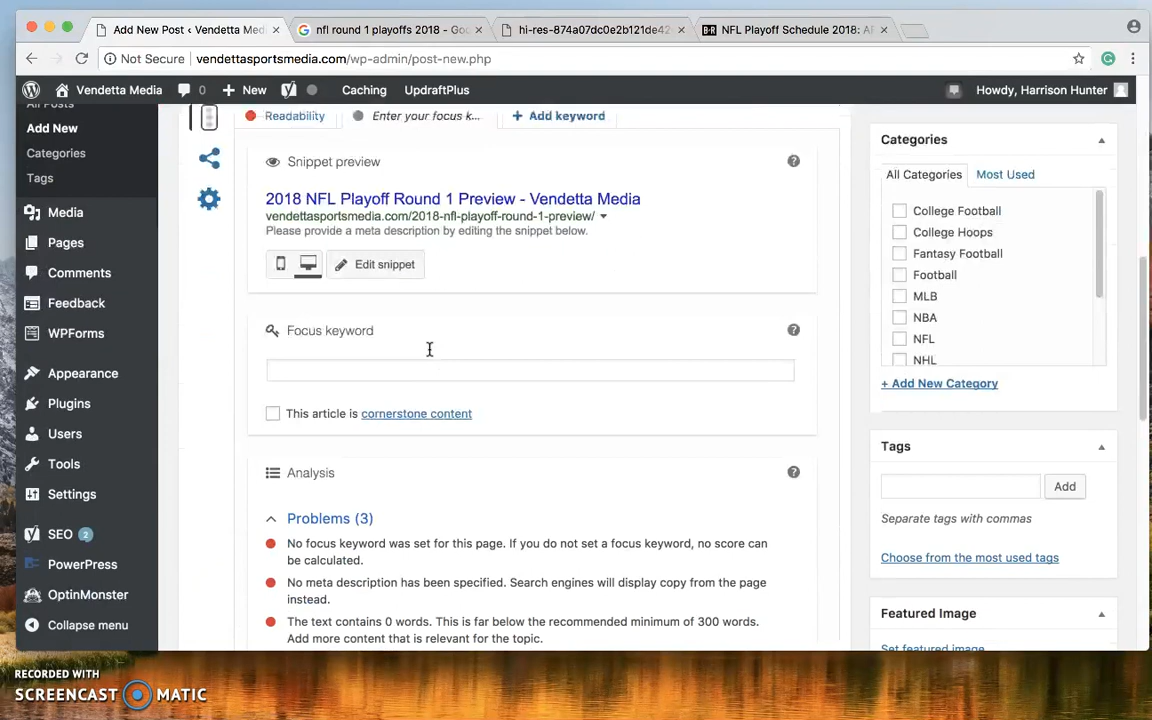 Add New Post ‹ Vendetta Med
nfl round 1 playoffs 2018 - Goo
hi-res-874a07dc0e2b121de42
B·R NFL Playoff Schedule 2018: AF
Not Secure vendettasportsmedia.com/wp-admin/post-new.php
Vendetta Media 0 New Caching UpdraftPlus Howdy, Harrison Hunter
All Posts
Add New
Categories
Tags
Media
Pages
Comments
Feedback
WPForms
Appearance
Plugins
Users
Tools
Settings
SEO 2
PowerPress
OptinMonster
Collapse menu
Readability Enter your focus k... Add keyword
Snippet preview ?
2018 NFL Playoff Round 1 Preview - Vendetta Media
vendettasportsmedia.com/2018-nfl-playoff-round-1-preview/
Please provide a meta description by editing the snippet below.
Edit snippet
Focus keyword ?
This article is cornerstone content
Analysis ?
Problems (3)
No focus keyword was set for this page. If you do not set a focus keyword, no score can
be calculated.
No meta description has been specified. Search engines will display copy from the page
instead.
The text contains 0 words. This is far below the recommended minimum of 300 words.
Add more content that is relevant for the topic.
Categories
All Categories Most Used
College Football
College Hoops
Fantasy Football
Football
MLB
NBA
NFL
NHL
+ Add New Category
Tags
Add
Separate tags with commas
Choose from the most used tags
Featured Image
Set featured image
RECORDED WITH
SCREENCAST MATIC